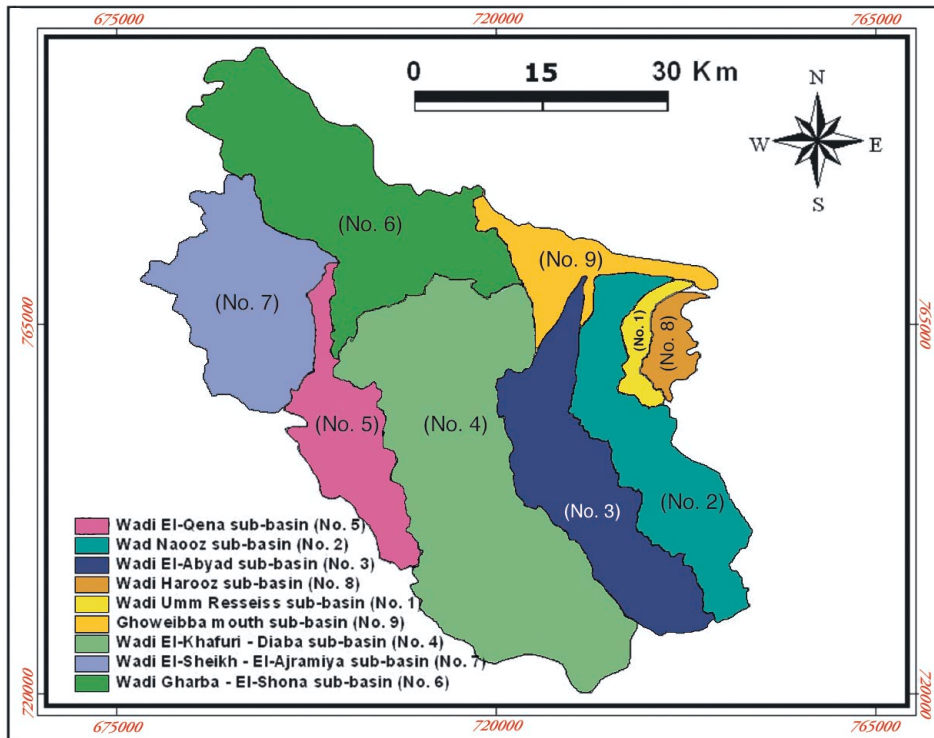 675000 720000 765000
0 15 30 Km
N
W E
S
(No. 6)
(No. 9)
(No. 7)
765000 765000
(No. 1)
(No. 8)
(No. 5) (No. 4)
(No. 2)
(No. 3)
Wadi El-Qena sub-basin (No. 5)
Wad Naooz sub-basin (No. 2)
Wadi El-Abyad sub-basin (No. 3)
Wadi Harooz sub-basin (No. 8)
Wadi Umm Resseiss sub-basin (No. 1)
Ghoweibba mouth sub-basin (No. 9)
Wadi El-Khafuri - Diaba sub-basin (No. 4)
Wadi El-Sheikh - El-Ajramiya sub-basin (No. 7)
Wadi Gharba - El-Shona sub-basin (No. 6)
720000 720000
675000 720000 765000